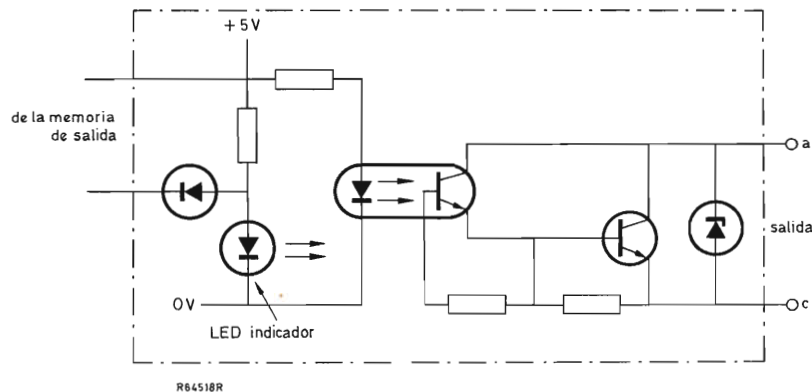 +5V
de la memoria
de salida
a
salida
0V
c
LED indicador
R64518R